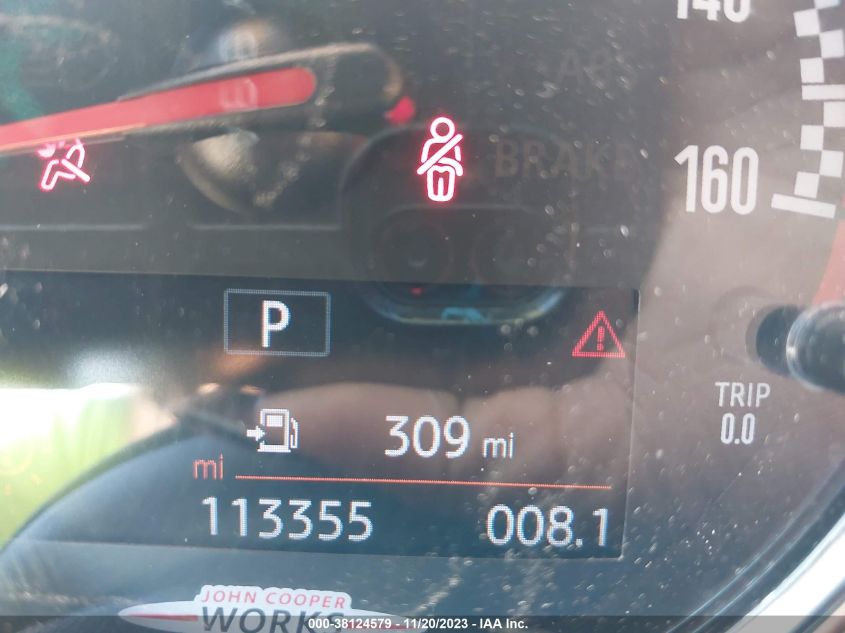 140
160
BRAKE
P
TRIP
0.0
309 mi
mi
113355 008.1
JOHN COOPER
WORKS
000-38124579 - 11/20/2023 - IAA Inc.